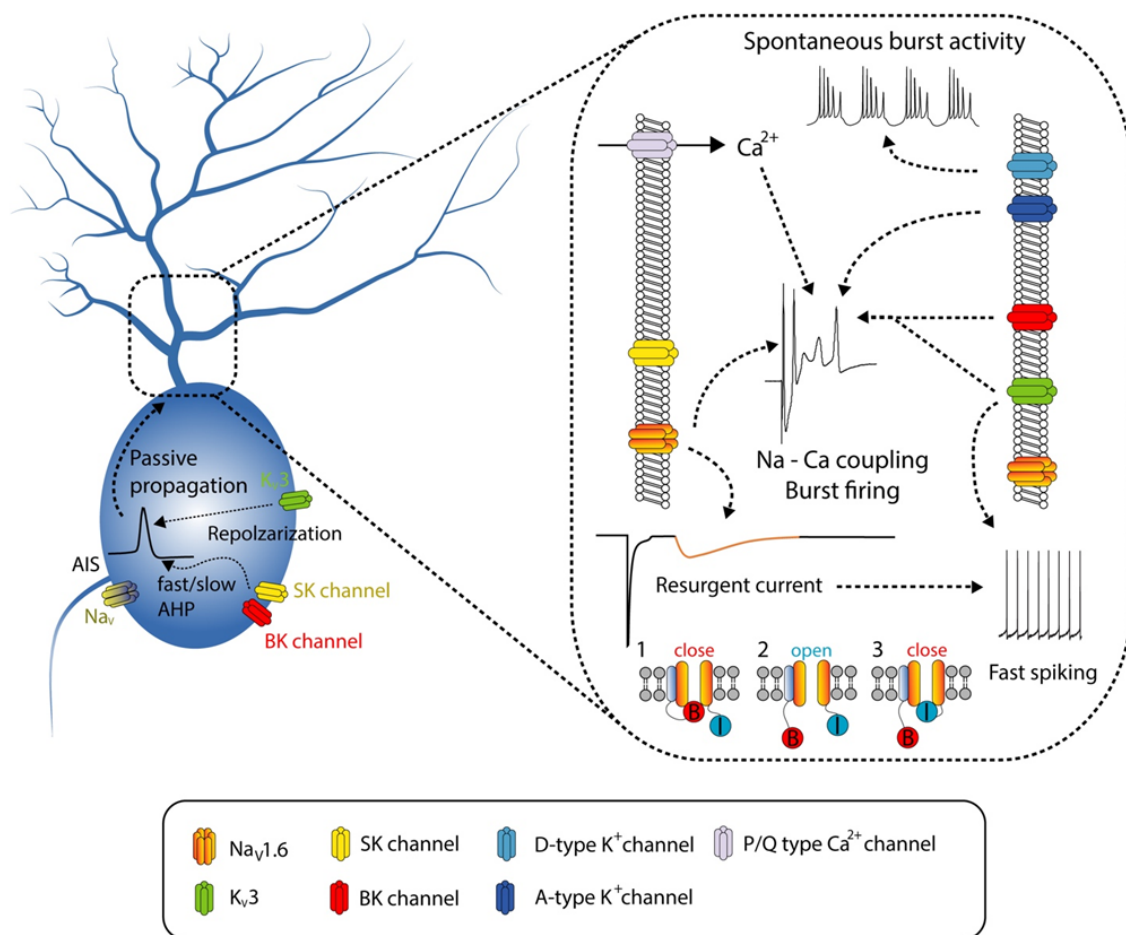 Spontaneous burst activity
Ca2+
Na - Ca coupling
Burst firing
Passive
propagation
Kv3
Repolzarization
AIS
fast/slow
AHP
Nav
SK channel
BK channel
Resurgent current
Fast spiking
1 close 2 open 3 close
B I B I B I
Nav1.6 SK channel D-type K+channel P/Q type Ca2+ channel
Kv3 BK channel A-type K+channel